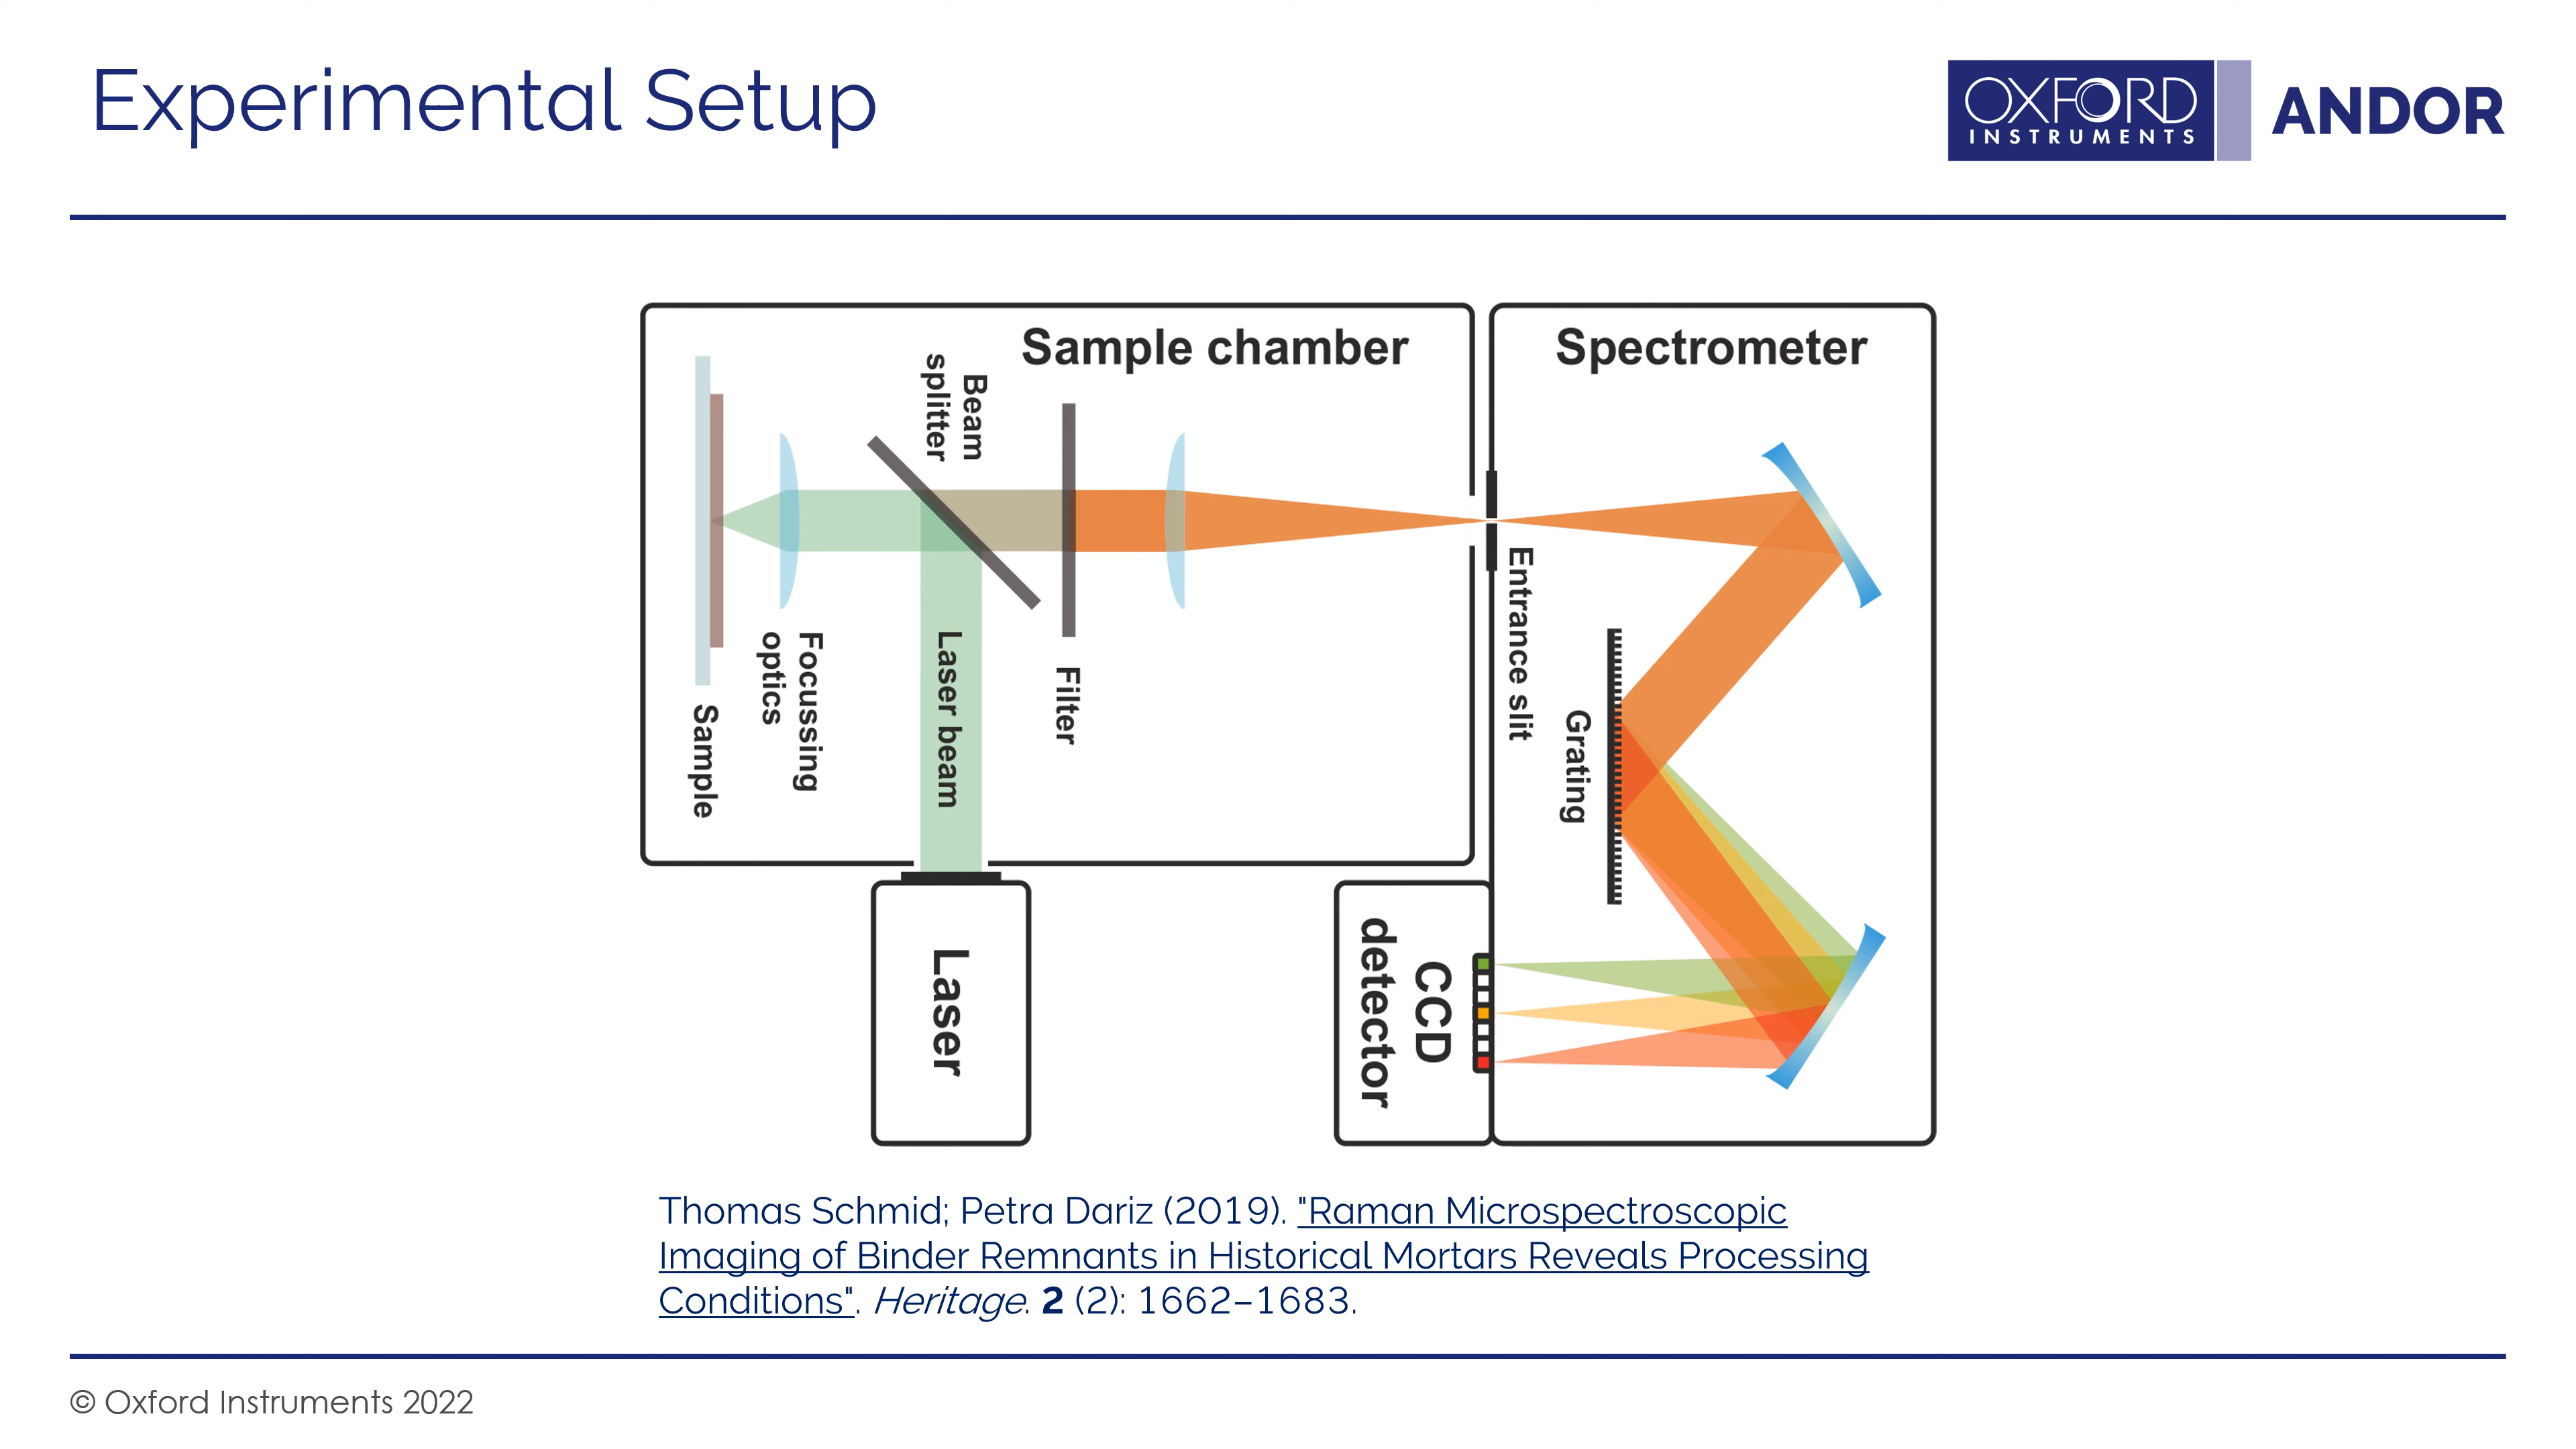 Experimental Setup
OXFORD
INSTRUMENTS
ANDOR
Sample chamber
Spectrometer
Beam
splitter
Entrance slit
Focussing
optics
Laser beam
Filter
Sample
Grating
Laser
CCD
detector
Thomas Schmid; Petra Dariz (2019). "Raman Microspectroscopic
Imaging of Binder Remnants in Historical Mortars Reveals Processing
Conditions". Heritage. 2 (2): 1662–1683.
© Oxford Instruments 2022